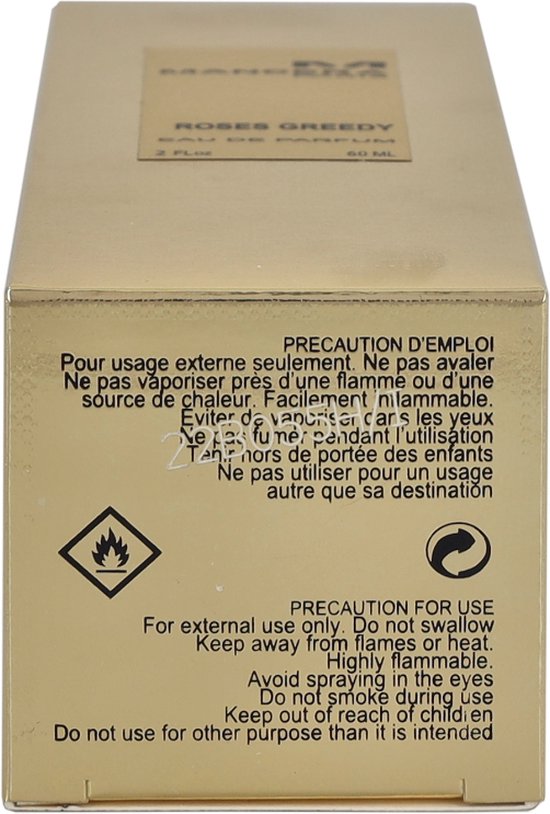 MANCERA
ROSES GREEDY
EAU DE PARFUM
2 FLoz 60 ML
PRECAUTION D'EMPLOI
Pour usage externe seulement. Ne pas avaler
Ne pas vaporiser près d'une flamme ou d'une
source de chaleur. Facilement inflammable.
Eviter de vaporiser dans les yeux
Ne pas fumer pendant l'utilisation
Tenir hors de portée des enfants
Ne pas utiliser pour un usage
autre que sa destination
22B055H/1
PRECAUTION FOR USE
For external use only. Do not swallow
Keep away from flames or heat.
Highly flammable.
Avoid spraying in the eyes
Do not smoke during use
Keep out of reach of children
Do not use for other purpose than it is intended